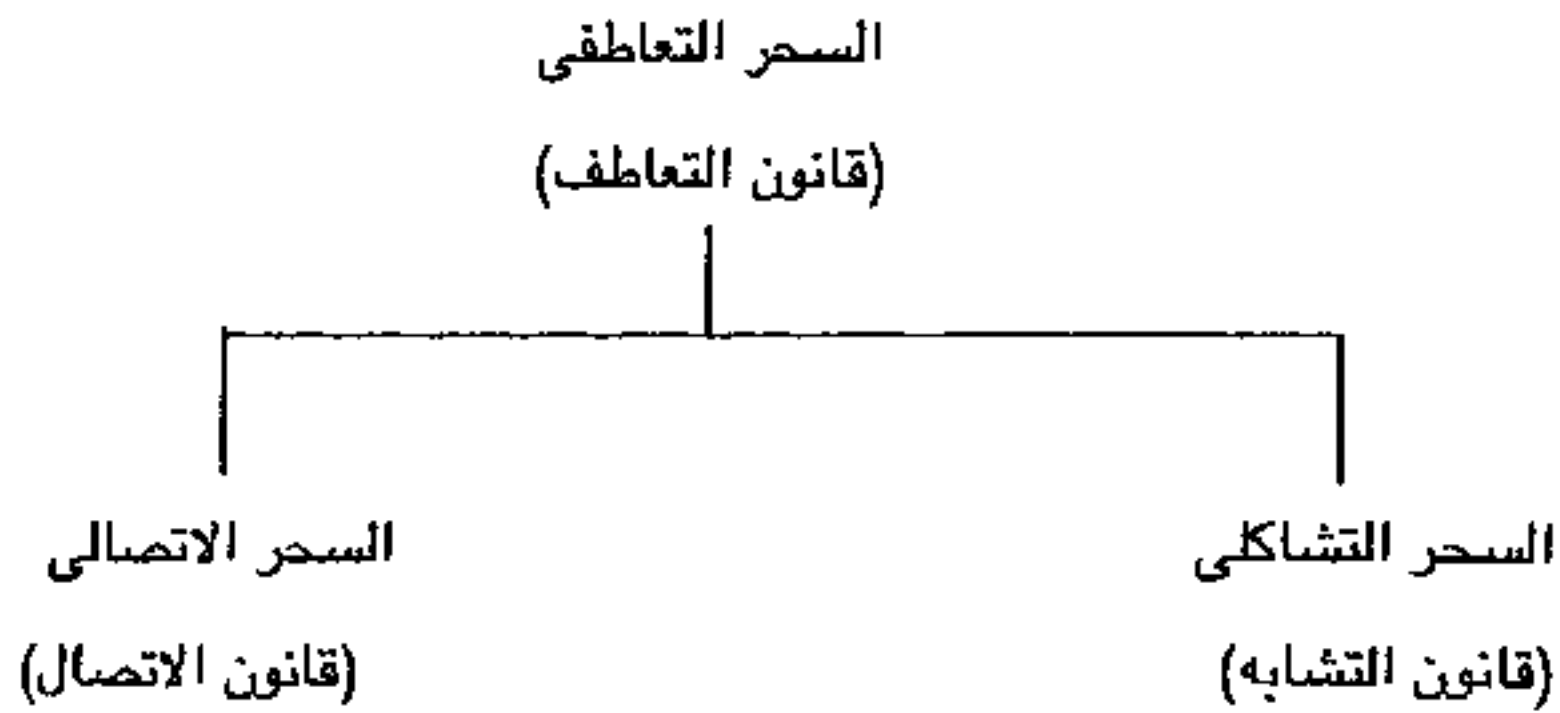 السحر التعاطفى
(قانون التعاطف)
السحر التشاكلى
(قانون التشابه)
السحر الاتصالى
(قانون الاتصال)